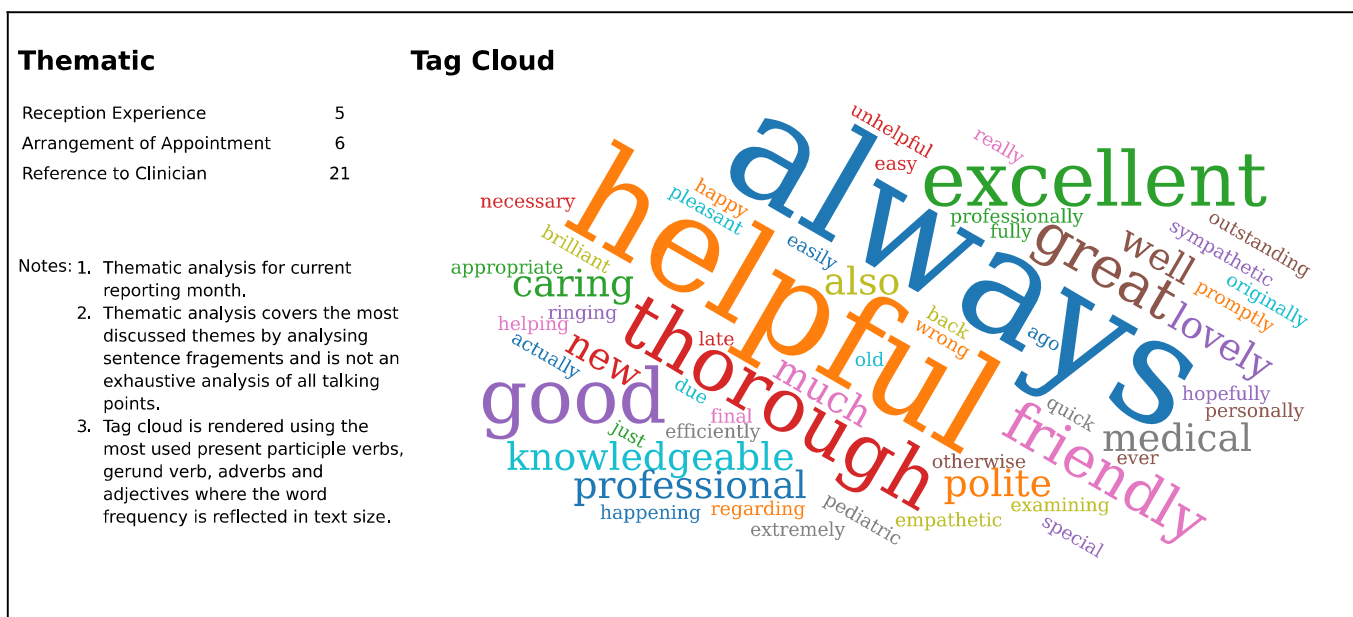 Thematic
Reception Experience 5
Arrangement of Appointment 6
Reference to Clinician 21
Notes: 1. Thematic analysis for current
reporting month.
2. Thematic analysis covers the most
discussed themes by analysing
sentence fragements and is not an
exhaustive analysis of all talking
points.
3. Tag cloud is rendered using the
most used present participle verbs,
gerund verb, adverbs and
adjectives where the word
frequency is reflected in text size.
Tag Cloud
always
helpful
excellent
unhelpful
really
easy
necessary
happy
pleasant
professionally
fully
great
well
outstanding
sympathetic
originally
promptly
brilliant
easily
also
appropriate
caring
ringing
helping
actually
new
thorough
late
back
wrong
ago
lovely
old
due
much
good
final
just
efficiently
quick
hopefully
personally
friendly
medical
ever
knowledgeable
professional
otherwise
polite
examining
happening
regarding
extremely
pediatric
empathetic
special